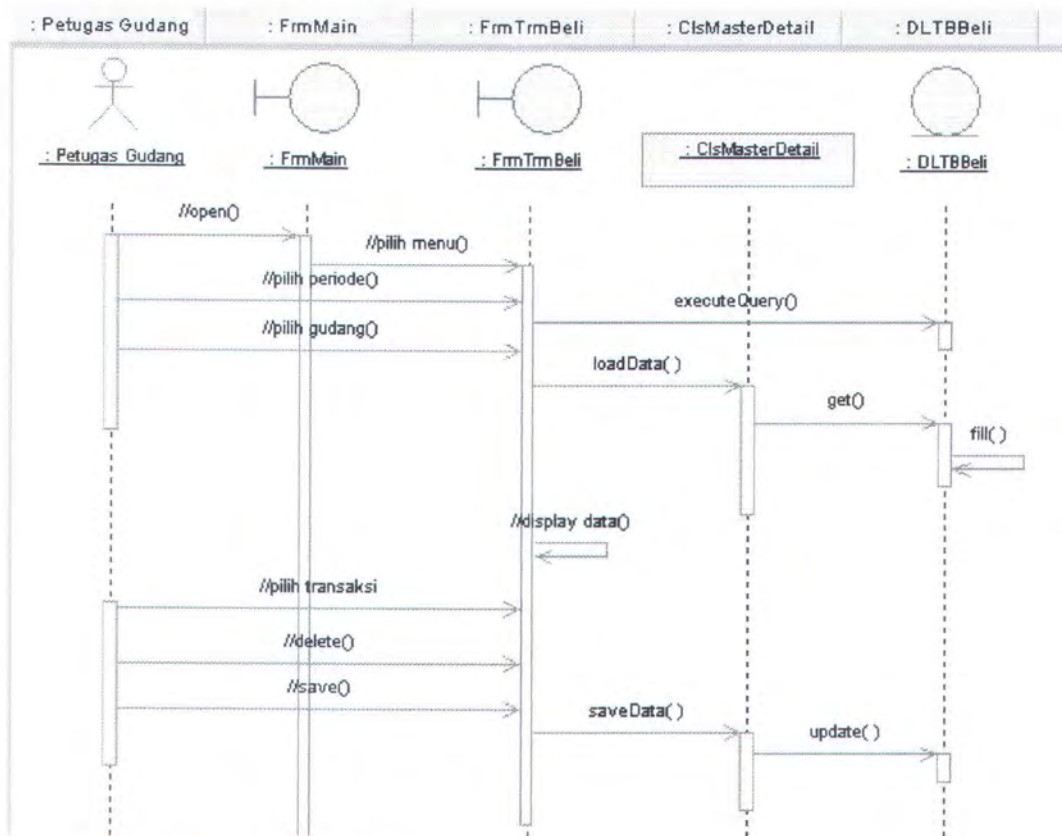 : Petugas Gudang : FrmMain : FrmTrmBeli : ClsMasterDetail : DLTBBeli
: Petugas Gudang : FrmMain : FrmTrmBeli : ClsMasterDetail : DLTBBeli
//open()
//pilih menu()
//pilih periode()
executeQuery()
//pilih gudang()
loadData( )
get()
fill( )
//display data()
//pilih transaksi
//delete()
//save()
saveData( )
update( )